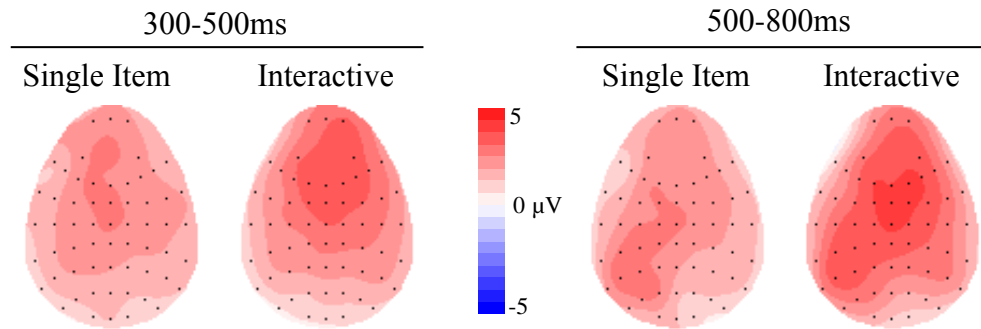 300-500ms
500-800ms
Single Item
Interactive
Single Item
Interactive
5
0 µV
-5